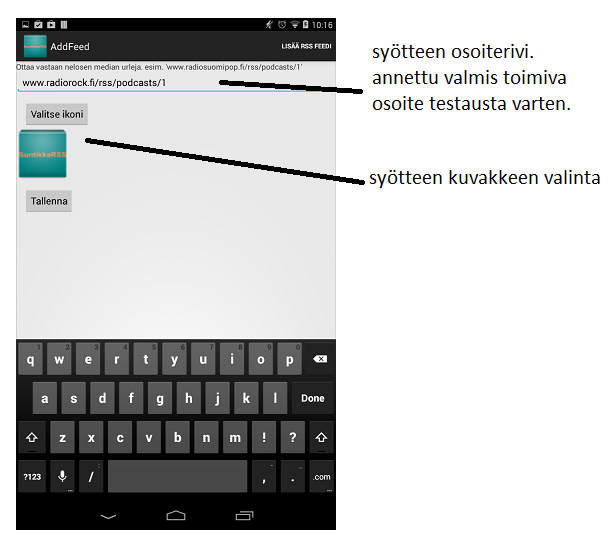 10:16
AddFeed
LISÄÄ RSS FEEDI
Ottaa vastaan nelosen median urleja. esim. 'www.radiosuomipop.fi/rss/podcasts/1'
www.radiorock.fi/rss/podcasts/1
Valitse ikoni
SuntikkaRSS
Tallenna
syötteen osoiterivi.
annettu valmis toimiva
osoite testausta varten.
syötteen kuvakkeen valinta
1 2 3 4 5 6 7 8 9 0
q w e r t y u i o p
a s d f g h j k l Done
z x c v b n m ! ?
?123 / , . .com